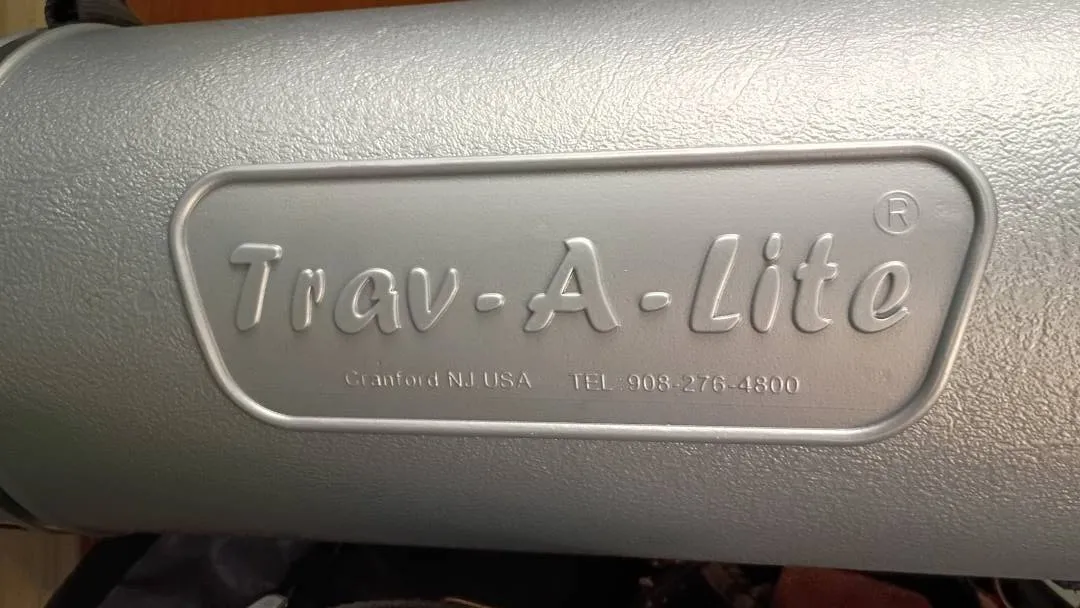 Trav-A-Lite®
Cranford NJ USA TEL:908-276-4800